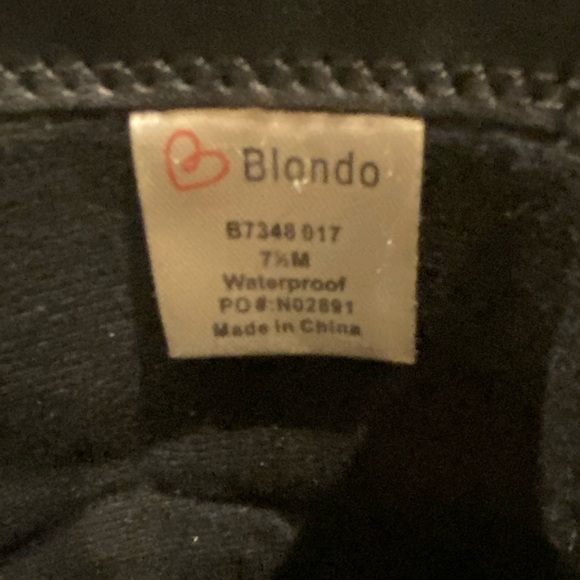 Blondo
B7348 017
7½M
Waterproof
PO#:N02891
Made in China